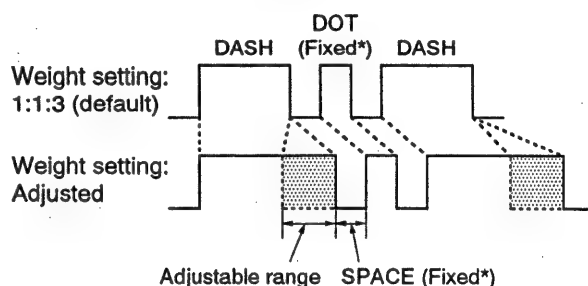 DOT
DASH (Fixed*) DASH
Weight setting:
1:1:3 (default)
Weight setting:
Adjusted
Adjustable range SPACE (Fixed*)